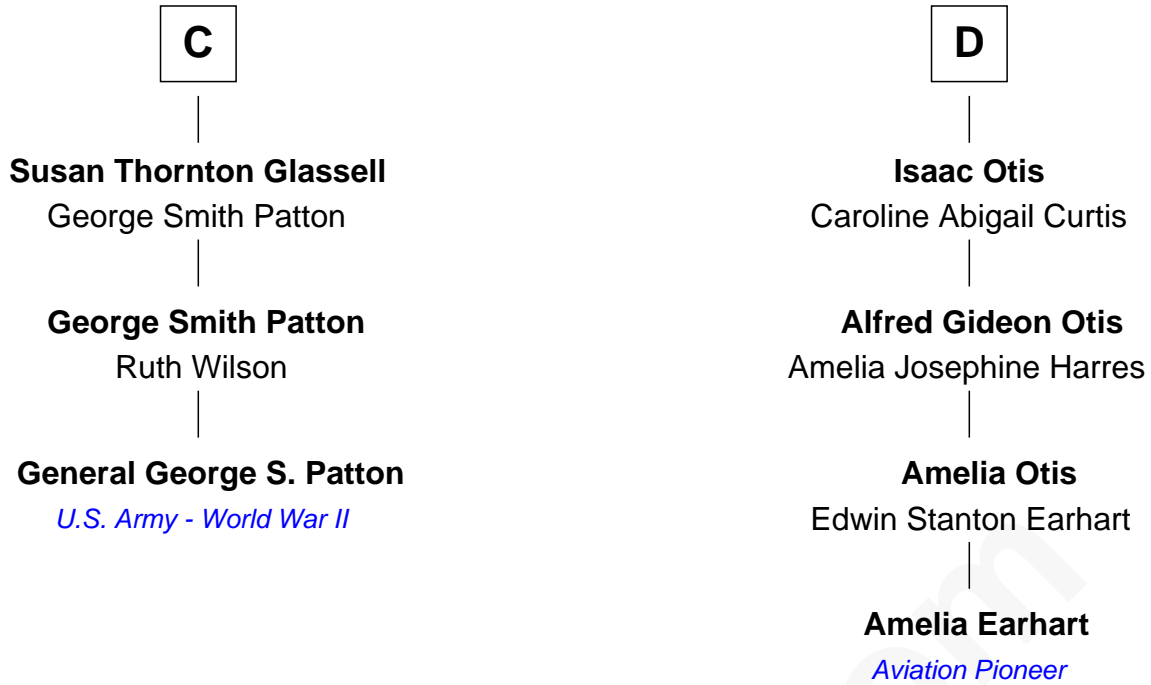 C
Susan Thornton Glassell
George Smith Patton
George Smith Patton
Ruth Wilson
General George S. Patton
U.S. Army - World War II
D
Isaac Otis
Caroline Abigail Curtis
Alfred Gideon Otis
Amelia Josephine Harres
Amelia Otis
Edwin Stanton Earhart
Amelia Earhart
Aviation Pioneer